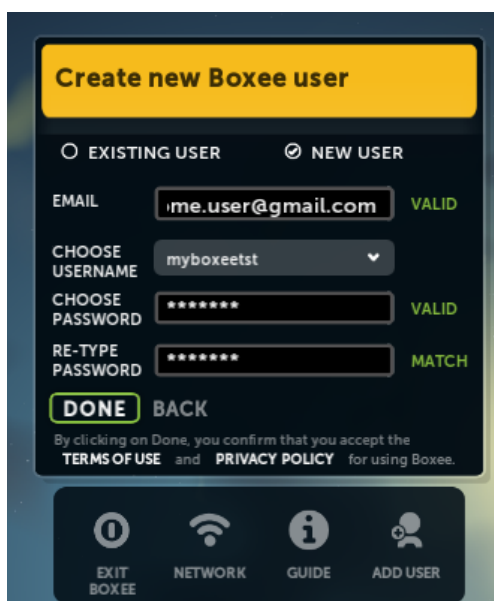 Create new Boxee user
EXISTING USER NEW USER
EMAIL me.user@gmail.com VALID
CHOOSE
USERNAME myboxeetst
CHOOSE
PASSWORD ******* VALID
RE-TYPE
PASSWORD ******* MATCH
DONE BACK
By clicking on Done, you confirm that you accept the
TERMS OF USE and PRIVACY POLICY for using Boxee.
EXIT
BOXEE NETWORK GUIDE ADD USER